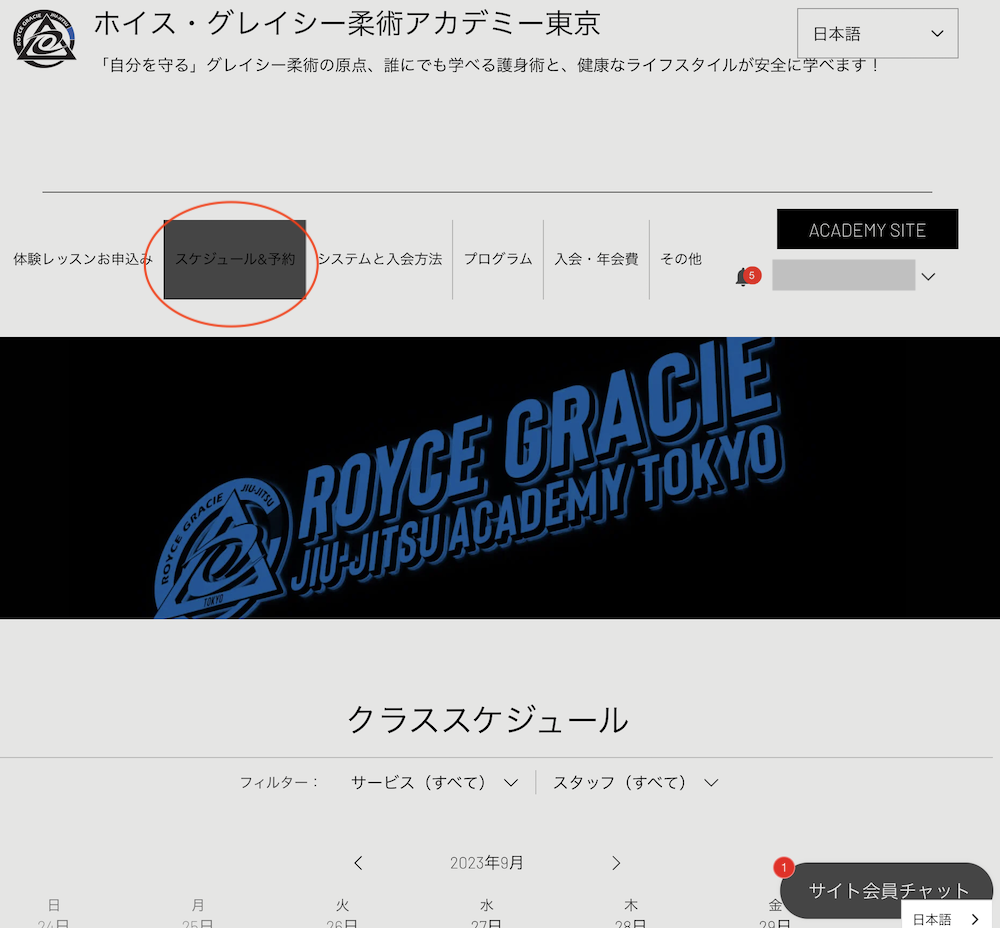 ホイス・グレイシー柔術アカデミー東京
日本語
「自分を守る」グレイシー柔術の原点、誰にでも学べる護身術と、健康なライフスタイルが安全に学べます！
ACADEMY SITE
体験レッスンお申込み
スケジュール&予約
システムと入会方法
プログラム
入会・年会費
その他
5
ROYCE GRACIE
JIU-JITSU ACADEMY TOKYO
ROYCE GRACIE JIU-JITSU
TOKYO
クラススケジュール
フィルター：
サービス（すべて）
スタッフ（すべて）
2023年9月
日 月 火 水 木 金
24日 25日 26日 27日 28日 29日
1
サイト会員チャット
日本語